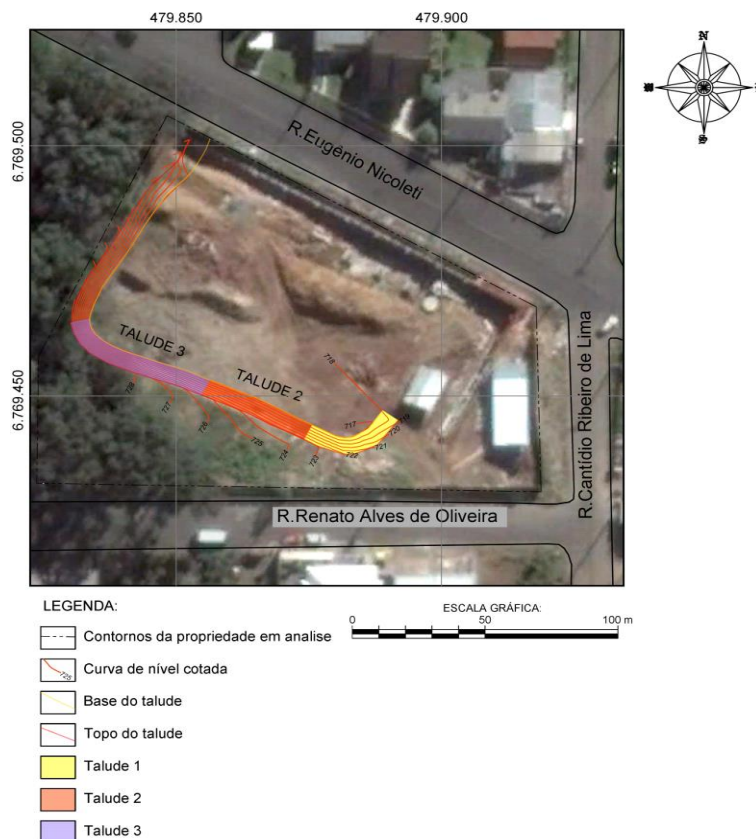 479.850
479.900
N
6.769.500
R.Eugênio Nicoleti
TALUDE 3
TALUDE 2
718
6.769.450
717
719
720
721
722
723
724
725
726
727
728
R.Cantídio Ribeiro de Lima
R.Renato Alves de Oliveira
LEGENDA:
ESCALA GRÁFICA:
0 50 100 m
Contornos da propriedade em analise
725
Curva de nível cotada
Base do talude
Topo do talude
Talude 1
Talude 2
Talude 3